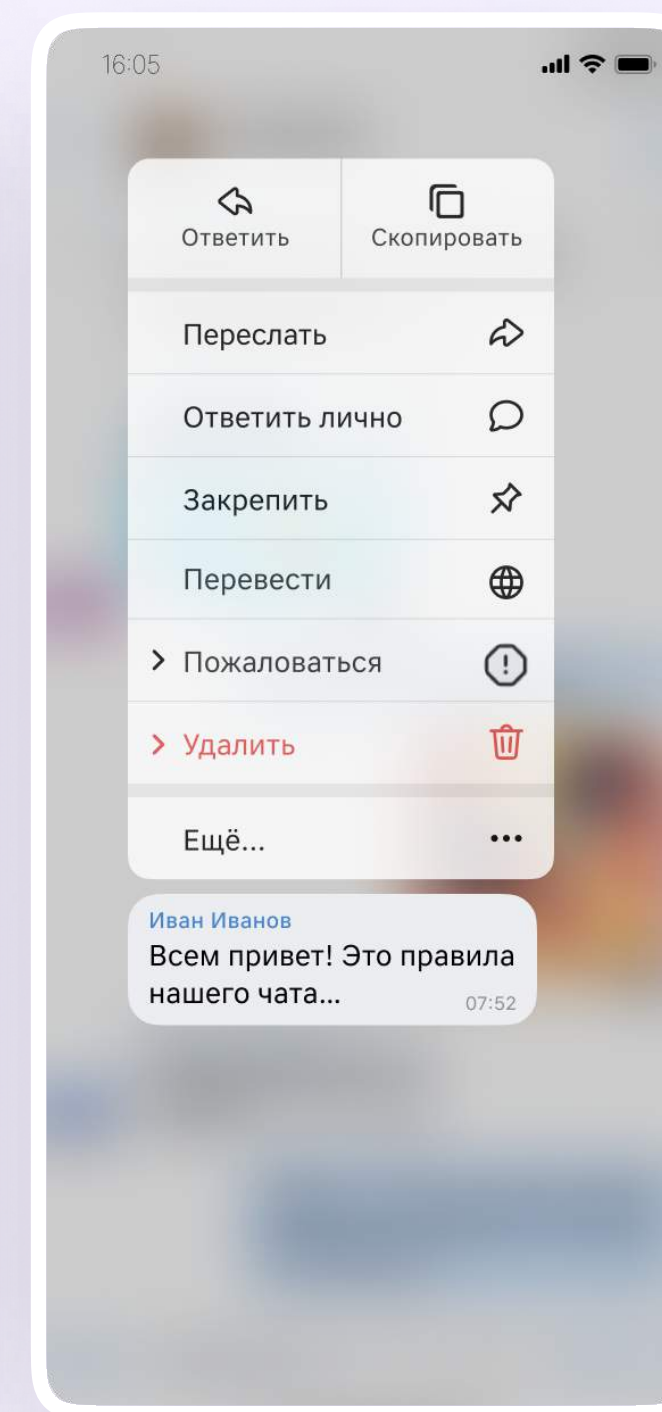 16:05
Ответить
Скопировать
Переслать
Ответить лично
Закрепить
Перевести
Пожаловаться
Удалить
Ещё...
Иван Иванов
Всем привет! Это правила
нашего чата...
07:52